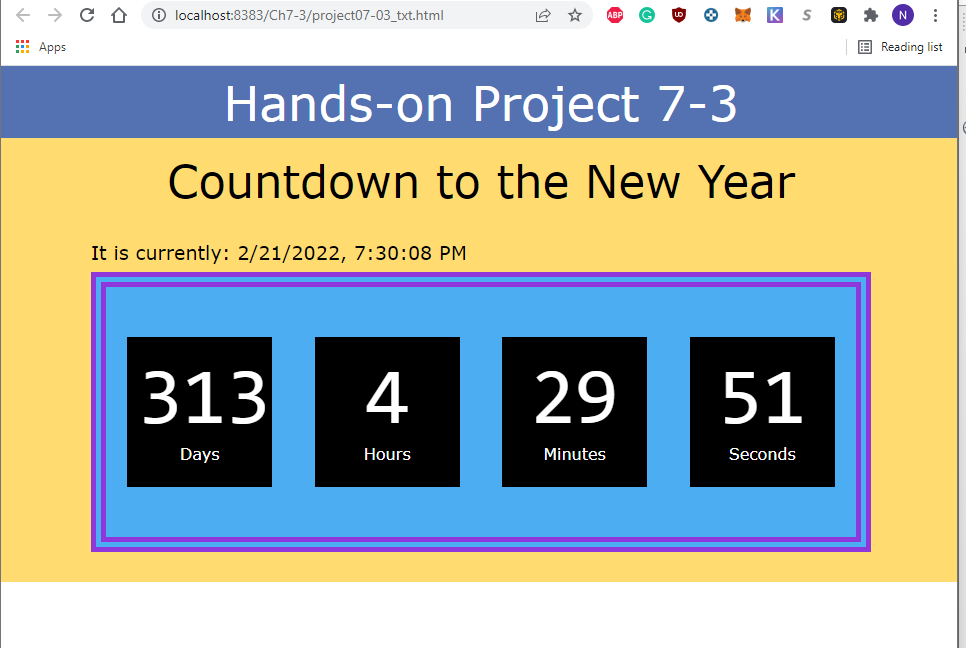 localhost:8383/Ch7-3/project07-03_txt.html
ABP
G
UD
K
S
N
Apps
Reading list
Hands-on Project 7-3
Countdown to the New Year
It is currently: 2/21/2022, 7:30:08 PM
313 4 29 51
Days Hours Minutes Seconds